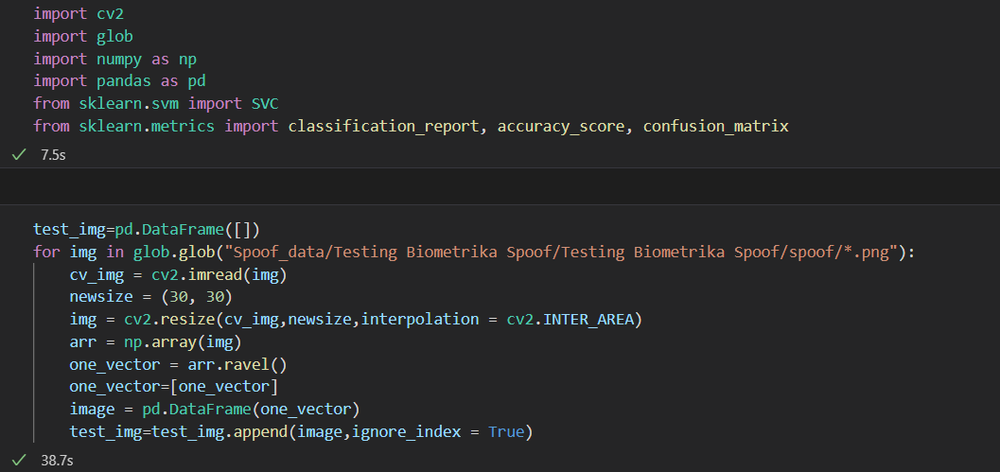 import cv2
import glob
import numpy as np
import pandas as pd
from sklearn.svm import SVC
from sklearn.metrics import classification_report, accuracy_score, confusion_matrix
7.5s
test_img=pd.DataFrame([])
for img in glob.glob("Spoof_data/Testing Biometrika Spoof/Testing Biometrika Spoof/spoof/*.png"):
    cv_img = cv2.imread(img)
    newsize = (30, 30)
    img = cv2.resize(cv_img,newsize,interpolation = cv2.INTER_AREA)
    arr = np.array(img)
    one_vector = arr.ravel()
    one_vector=[one_vector]
    image = pd.DataFrame(one_vector)
    test_img=test_img.append(image,ignore_index = True)
38.7s